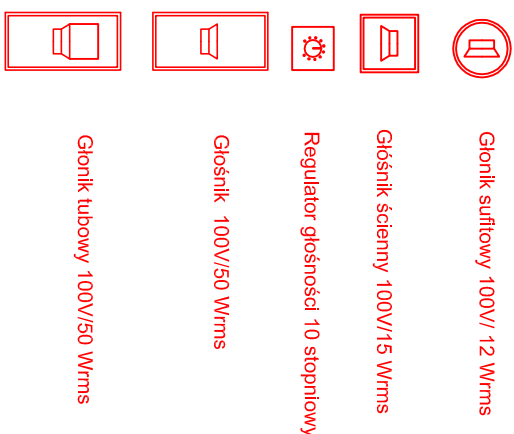 Głonik sufitowy 100V/ 12 Wrms
Głóśnik ścienny 100V/15 Wrms
Regulator głośności 10 stopniowy
Głośnik 100V/50 Wrms
Głonik tubowy 100V/50 Wrms